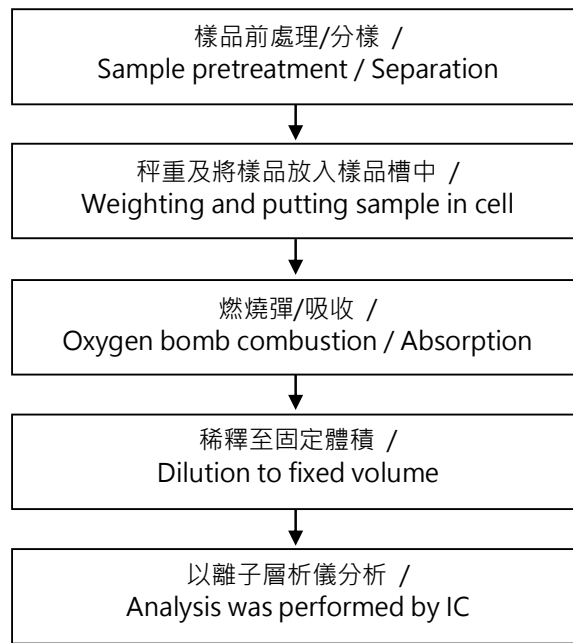 樣品前處理/分樣 /
Sample pretreatment / Separation
秤重及將樣品放入樣品槽中 /
Weighting and putting sample in cell
燃燒彈/吸收 /
Oxygen bomb combustion / Absorption
稀釋至固定體積 /
Dilution to fixed volume
以離子層析儀分析 /
Analysis was performed by IC